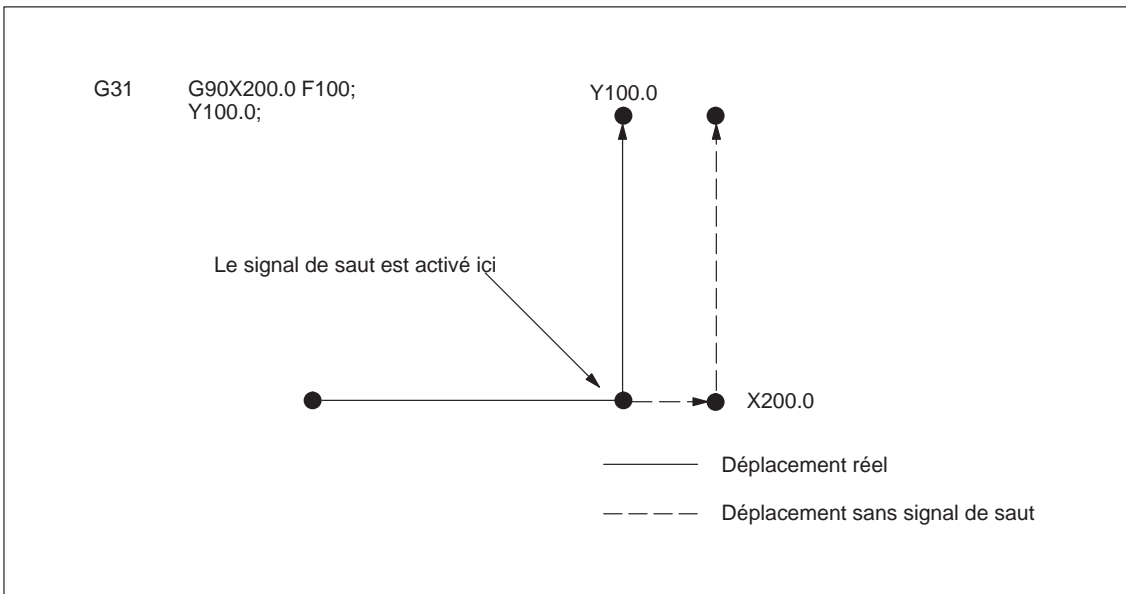 G31 G90X200.0 F100;
Y100.0;
Y100.0
Le signal de saut est activé ici
X200.0
Déplacement réel
Déplacement sans signal de saut